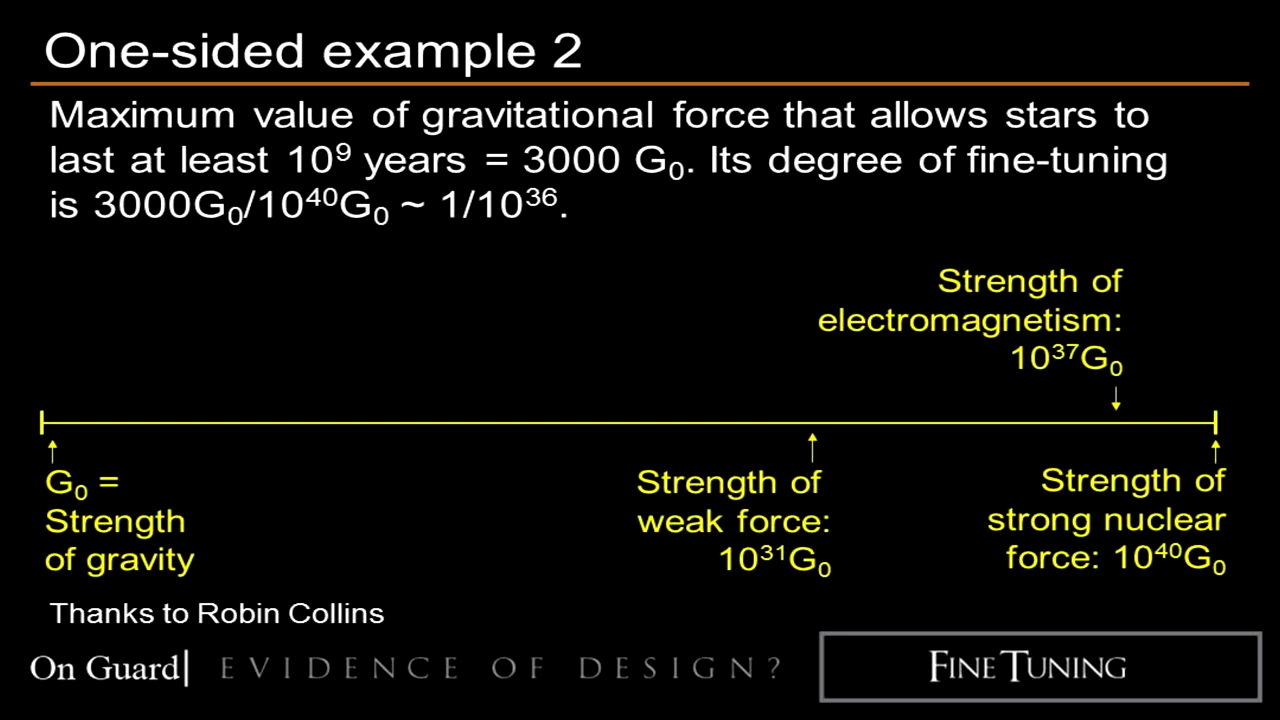 One-sided example 2
Maximum value of gravitational force that allows stars to
last at least 10⁹ years = 3000 G₀. Its degree of fine-tuning
is 3000G₀/10⁴⁰G₀ ~ 1/10³⁶.
Strength of
electromagnetism:
10³⁷G₀
G₀ =
Strength
of gravity
Strength of
weak force:
10³¹G₀
Strength of
strong nuclear
force: 10⁴⁰G₀
Thanks to Robin Collins
On Guard| EVIDENCE OF DESIGN?
FINE TUNING